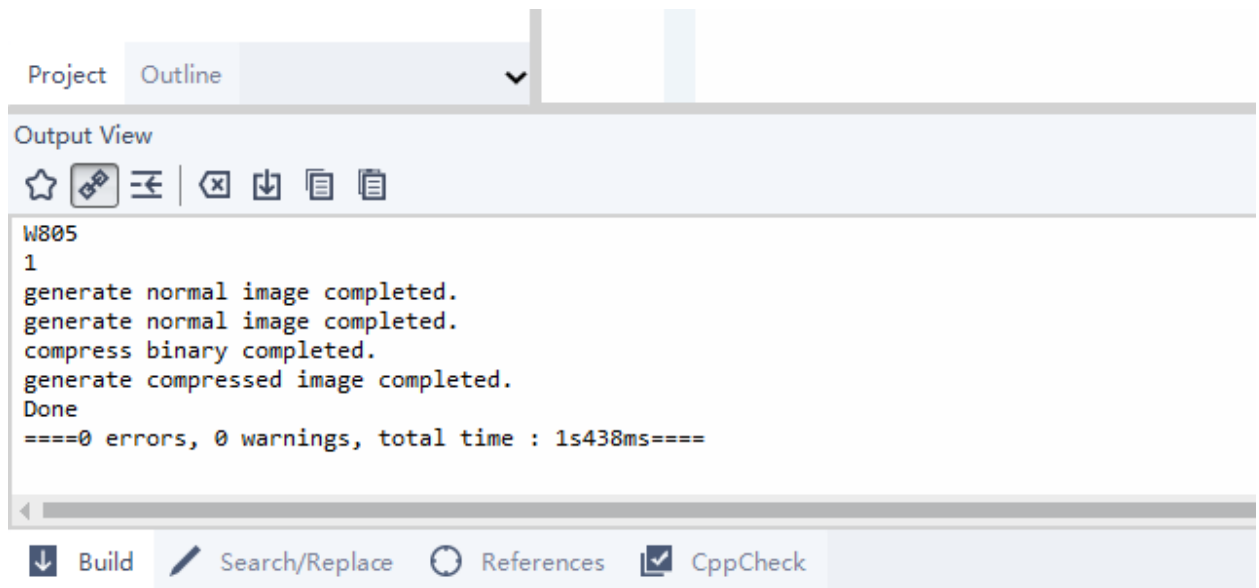 Project Outline
Output View
W805
1
generate normal image completed.
generate normal image completed.
compress binary completed.
generate compressed image completed.
Done
====0 errors, 0 warnings, total time : 1s438ms====
Build Search/Replace References CppCheck